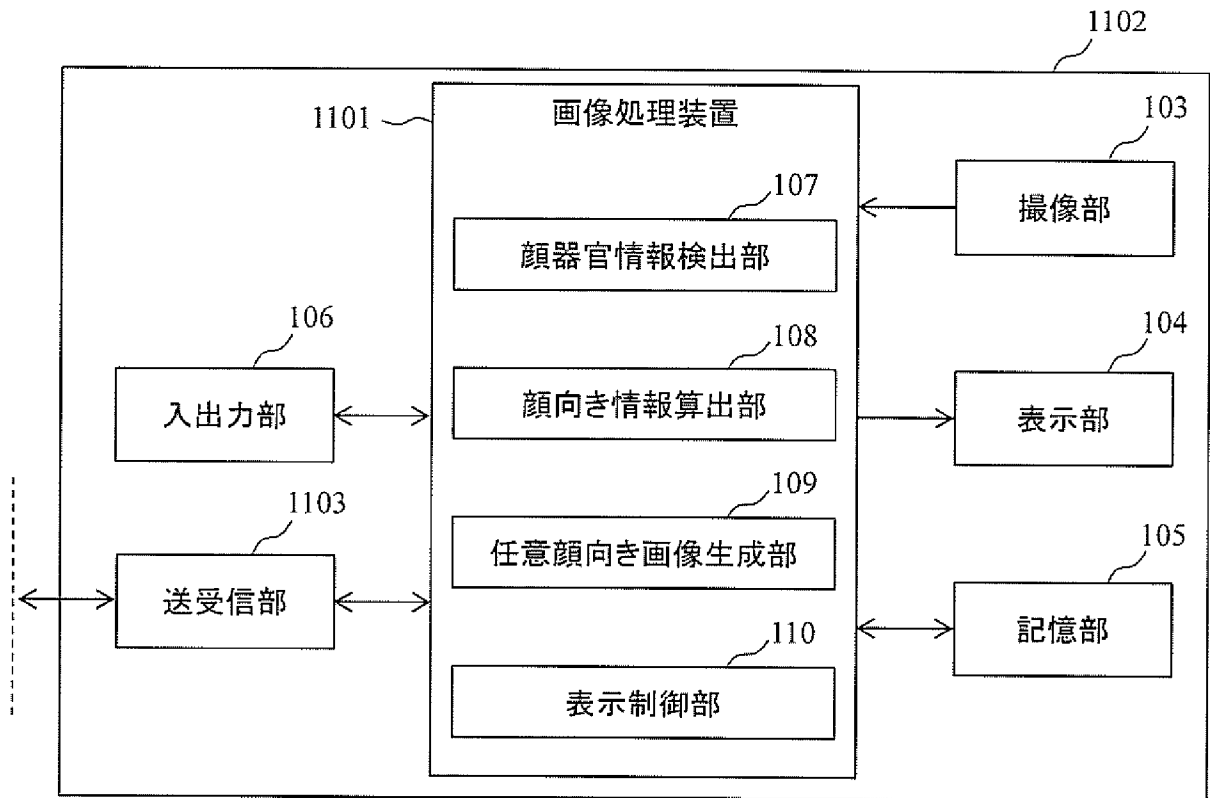 1102
1101
画像処理装置
103
撮像部
107
顔器官情報検出部
106
入出力部
108
顔向き情報算出部
104
表示部
1103
送受信部
109
任意顔向き画像生成部
105
記憶部
110
表示制御部